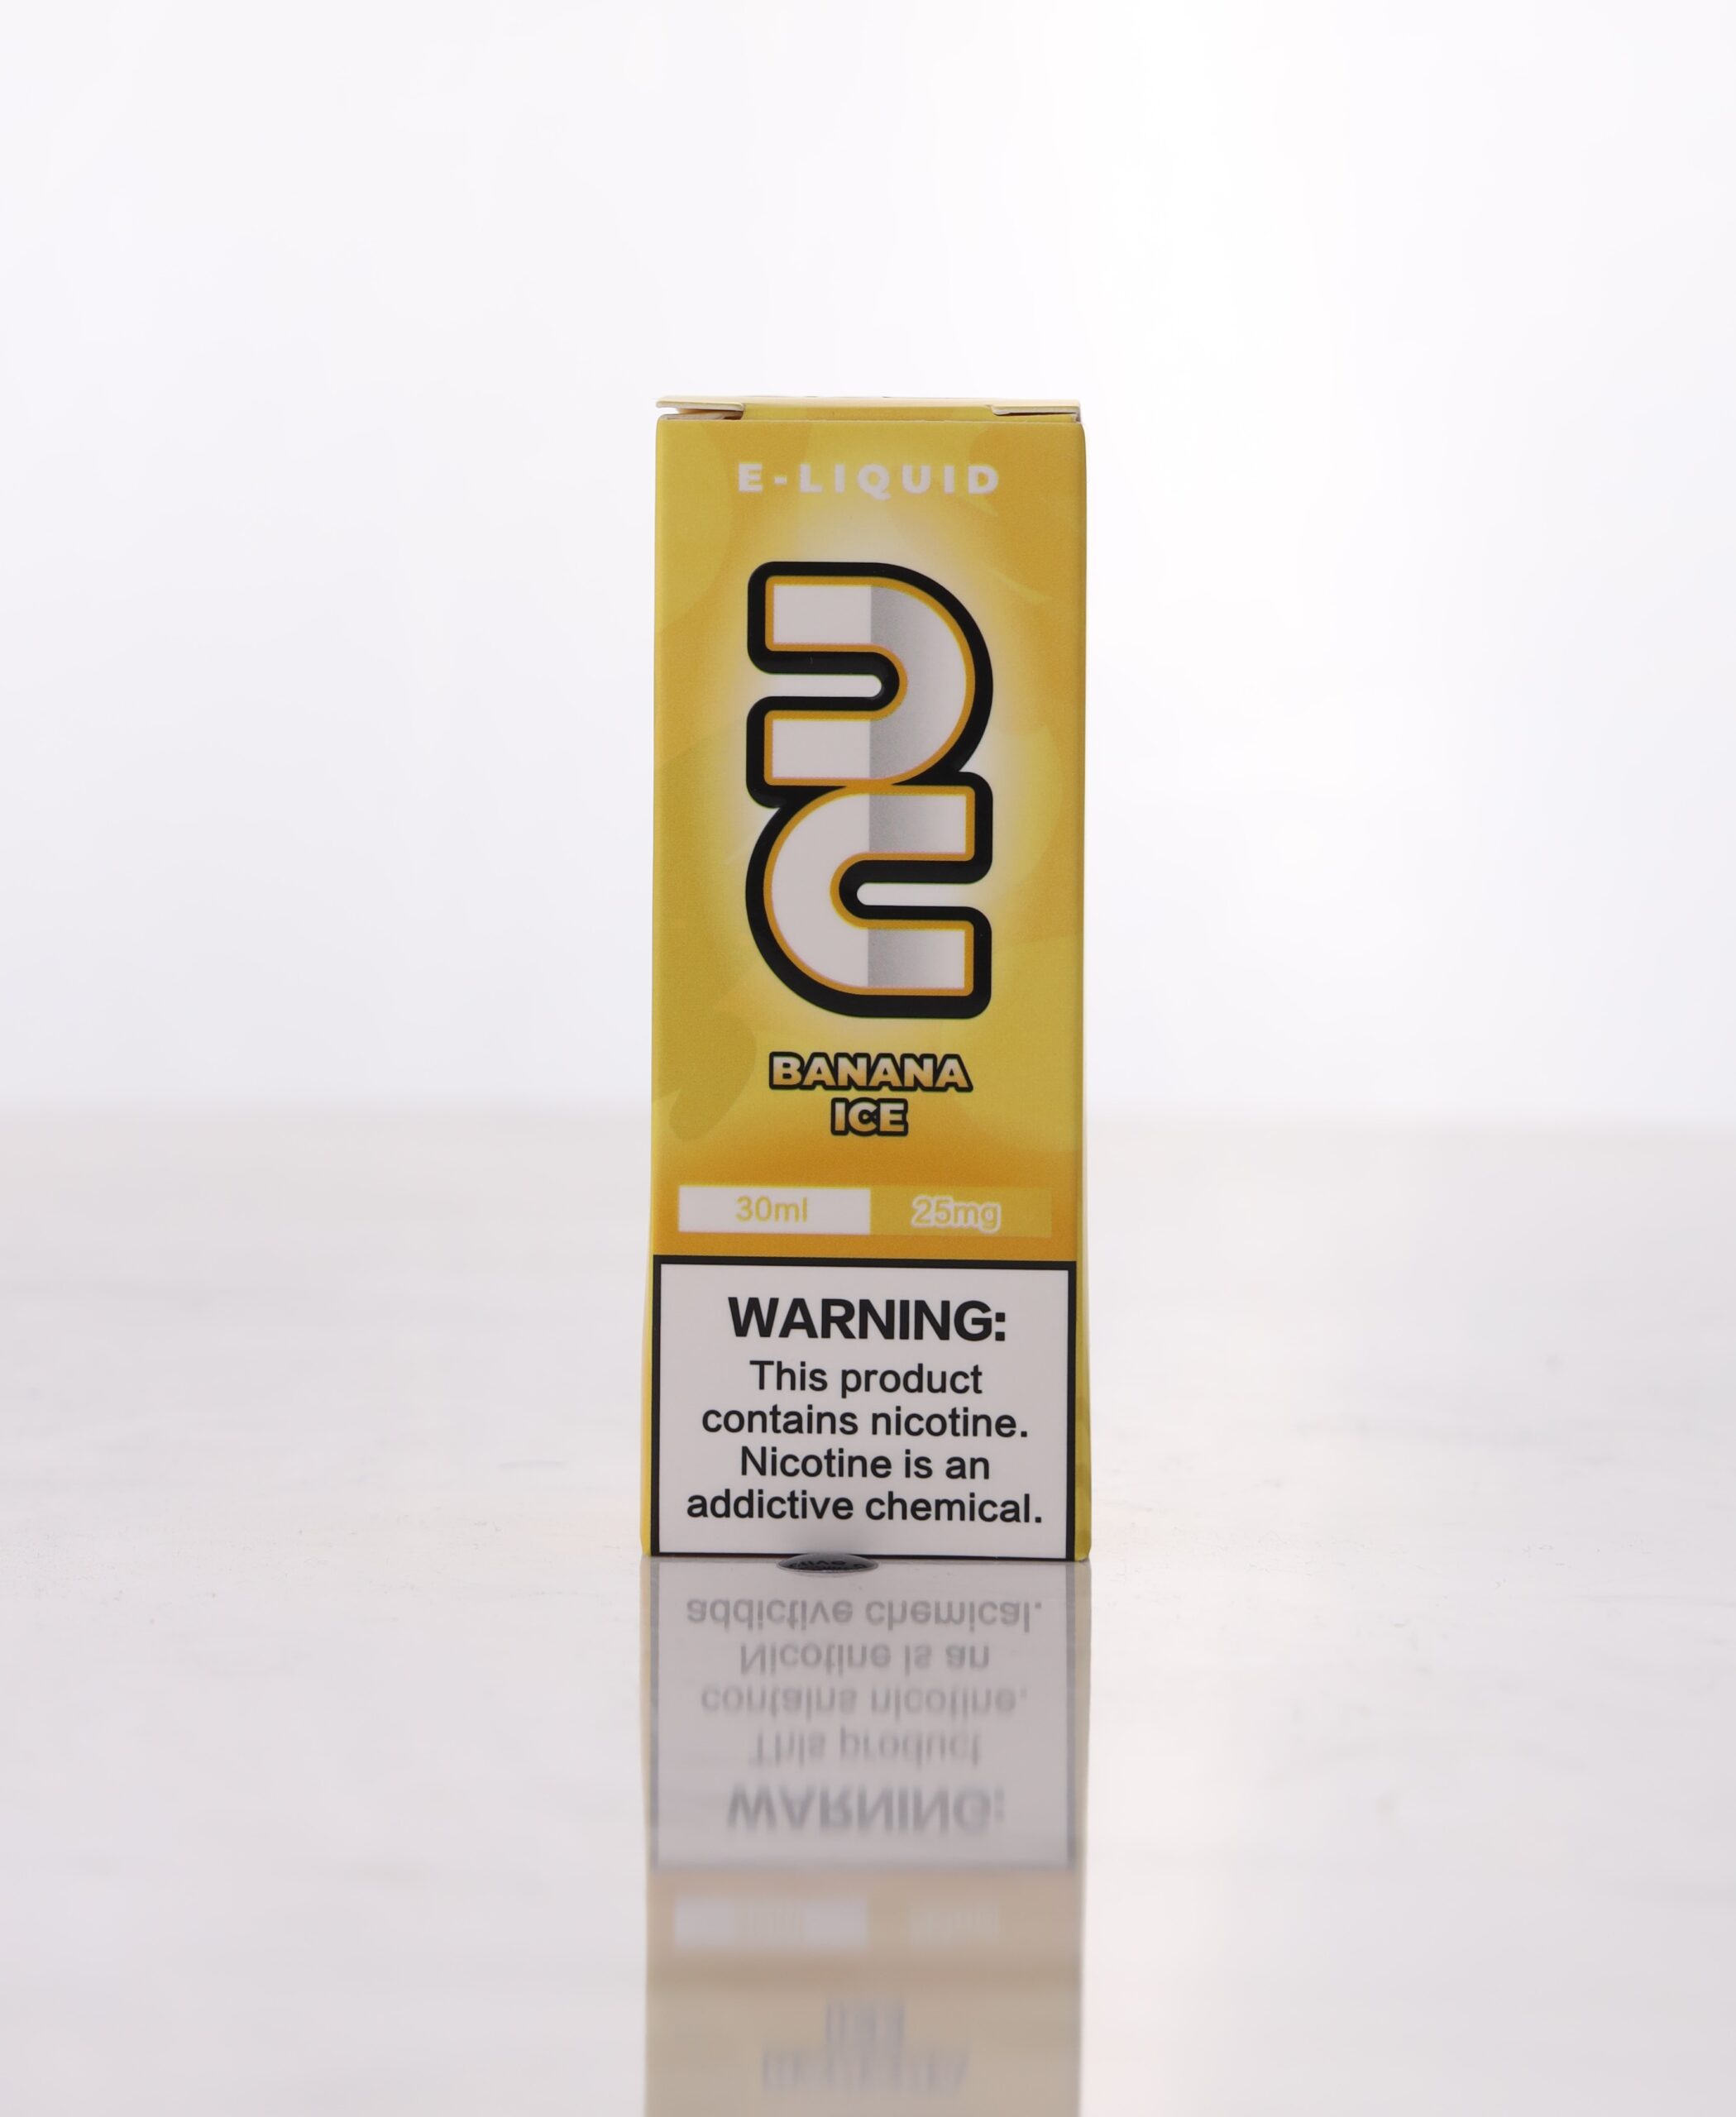 E-LIQUID
BANANA
ICE
30ml 25mg
WARNING:
This product
contains nicotine.
Nicotine is an
addictive chemical.